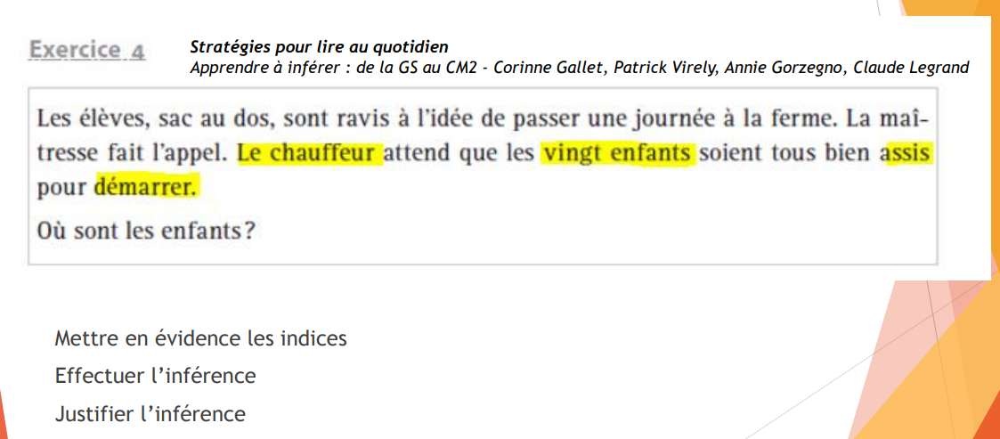 Exercice 4
Stratégies pour lire au quotidien
Apprendre à inférer : de la GS au CM2 - Corinne Gallet, Patrick Virely, Annie Gorzegno, Claude Legrand
Les élèves, sac au dos, sont ravis à l'idée de passer une journée à la ferme. La maî-
tresse fait l'appel. Le chauffeur attend que les vingt enfants soient tous bien assis
pour démarrer.
Où sont les enfants ?
Mettre en évidence les indices
Effectuer l'inférence
Justifier l'inférence